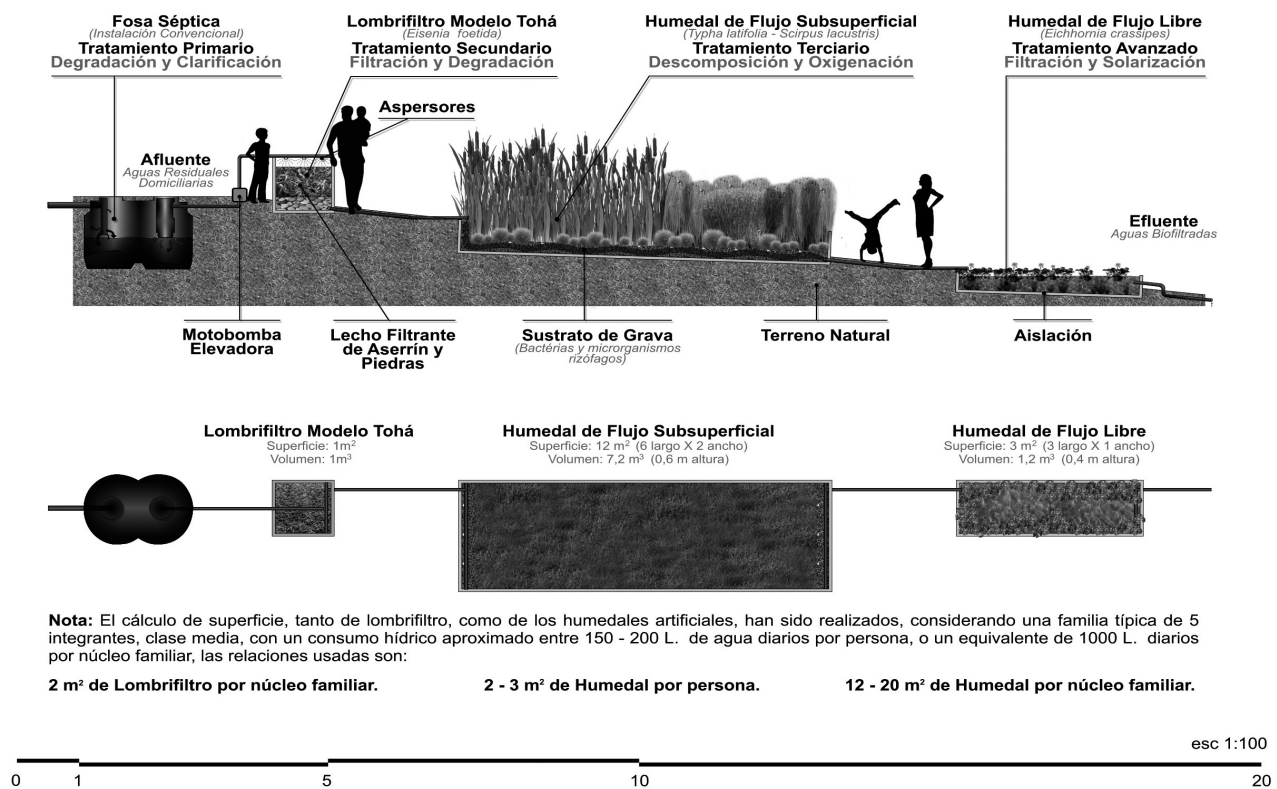 Fosa Séptica
(Instalación Convencional)
Tratamiento Primario
Degradación y Clarificación
Lombrifiltro Modelo Tohá
(Eisenia foetida)
Tratamiento Secundario
Filtración y Degradación
Humedal de Flujo Subsuperficial
(Typha latifolia - Scirpus lacustris)
Tratamiento Terciario
Descomposición y Oxigenación
Humedal de Flujo Libre
(Eichhornia crassipes)
Tratamiento Avanzado
Filtración y Solarización
Aspersores
Afluente
Aguas Residuales
Domiciliarias
Efluente
Aguas Biofiltradas
Motobomba
Elevadora
Lecho Filtrante
de Aserrín y
Piedras
Sustrato de Grava
(Bactérias y microrganismos
rizófagos)
Terreno Natural
Aislación
Lombrifiltro Modelo Tohá
Superficie: 1m²
Volumen: 1m³
Humedal de Flujo Subsuperficial
Superficie: 12 m² (6 largo X 2 ancho)
Volumen: 7,2 m³ (0,6 m altura)
Humedal de Flujo Libre
Superficie: 3 m² (3 largo X 1 ancho)
Volumen: 1,2 m³ (0,4 m altura)
Nota: El cálculo de superficie, tanto de lombrifiltro, como de los humedales artificiales, han sido realizados, considerando una familia típica de 5
integrantes, clase media, con un consumo hídrico aproximado entre 150 - 200 L. de agua diarios por persona, o un equivalente de 1000 L. diarios
por núcleo familiar, las relaciones usadas son:
2 m² de Lombrifiltro por núcleo familiar. 2 - 3 m² de Humedal por persona. 12 - 20 m² de Humedal por núcleo familiar.
esc 1:100
0 1 5 10 20